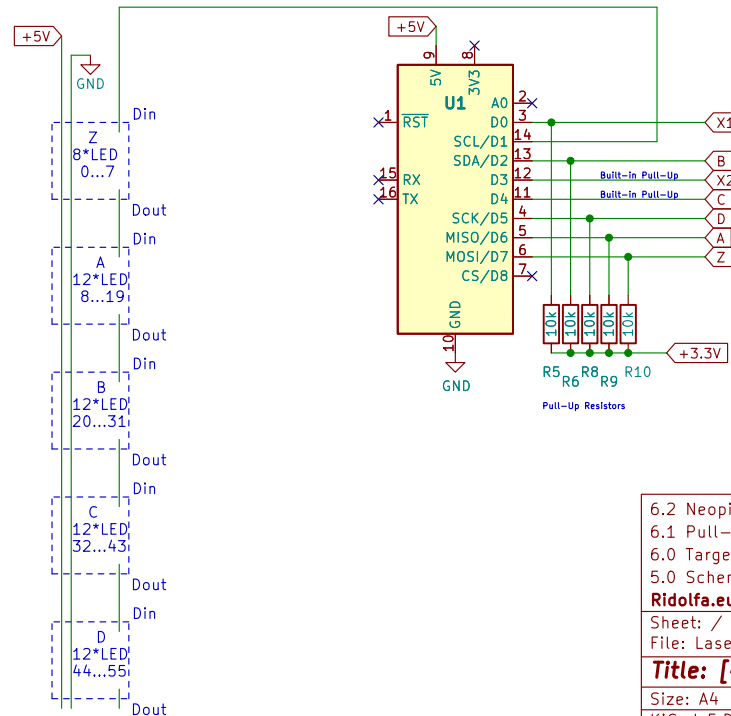 +5V
GND
Din
Z
8*LED
0...7
Dout
Din
A
12*LED
8...19
Dout
Din
B
12*LED
20...31
Dout
Din
C
12*LED
32...43
Dout
Din
D
12*LED
44...55
Dout
+5V
9
8
5V
3V3
U1
A0
2
1
RST
D0
3
X1
SCL/D1
14
SDA/D2
13
B
15
RX
D3
12
Built-in Pull-Up
X2
16
TX
D4
11
Built-in Pull-Up
C
SCK/D5
4
D
MISO/D6
5
A
MOSI/D7
6
Z
CS/D8
7
GND
10
GND
10k
10k
10k
10k
10k
+3.3V
R5
R6
R8
R9
R10
Pull-Up Resistors
6.2 Neopi
6.1 Pull-
6.0 Targe
5.0 Scher
Ridolfa.eu
Sheet: /
File: Lase
Title: [
Size: A4